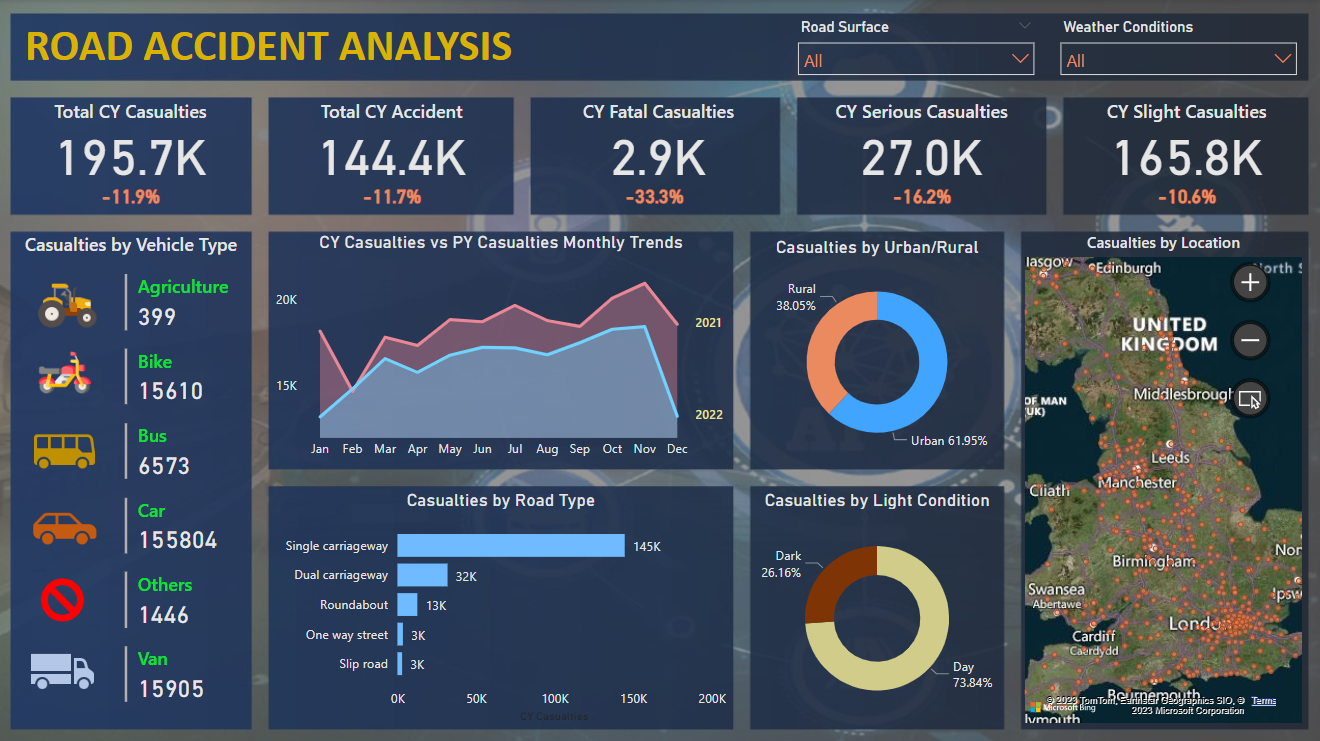 ROAD ACCIDENT ANALYSIS
Road Surface
All
Weather Conditions
All
Total CY Casualties
195.7K
-11.9%
Total CY Accident
144.4K
-11.7%
CY Fatal Casualties
2.9K
-33.3%
CY Serious Casualties
27.0K
-16.2%
CY Slight Casualties
165.8K
-10.6%
Casualties by Vehicle Type
Agriculture
399
Bike
15610
Bus
6573
Car
155804
Others
1446
Van
15905
CY Casualties vs PY Casualties Monthly Trends
20K
15K
2021
2022
Jan Feb Mar Apr May Jun Jul Aug Sep Oct Nov Dec
Casualties by Road Type
Single carriageway 145K
Dual carriageway 32K
Roundabout 13K
One way street 3K
Slip road 3K
0K 50K 100K 150K 200K
CY Casualties
Casualties by Urban/Rural
Rural
38.05%
Urban 61.95%
Casualties by Light Condition
Dark
26.16%
Day
73.84%
Casualties by Location
lasgow
Edinburgh
North S
UNITED
KINGDOM
OF MAN
(UK)
Middlesbrough
Leeds
Manchester
Cliath
Nor
Birmingham
Swansea
Abertawe
Ipsw
London
Cardiff
Caerdydd
Bournemouth
lymouth
Microsoft Bing
© 2023 TomTom, Earthstar Geographics SIO, ©
2023 Microsoft Corporation
Terms